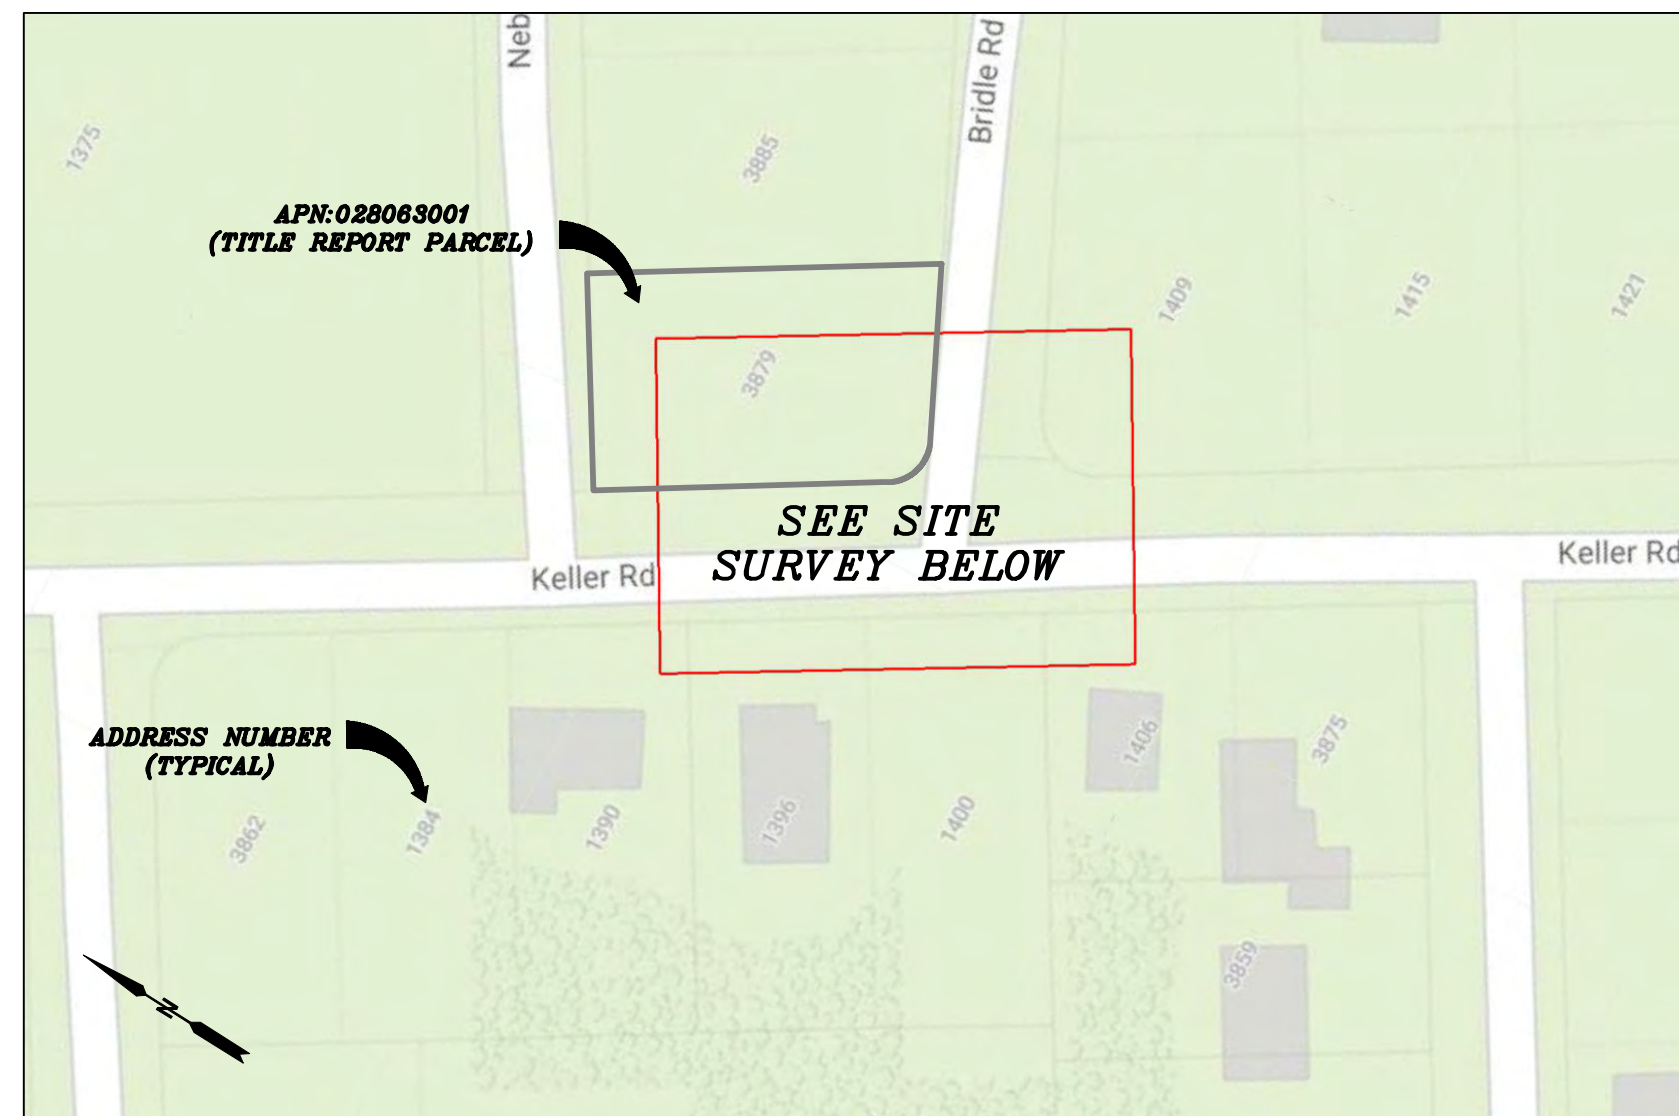 Neb
Bridle Rd
1375
3885
APN:028063001
(TITLE REPORT PARCEL)
1409
1415
1421
3879
SEE SITE
SURVEY BELOW
Keller Rd
Keller Rd
ADDRESS NUMBER
(TYPICAL)
3862
1384
1390
1396
1400
1406
3875
3859
N